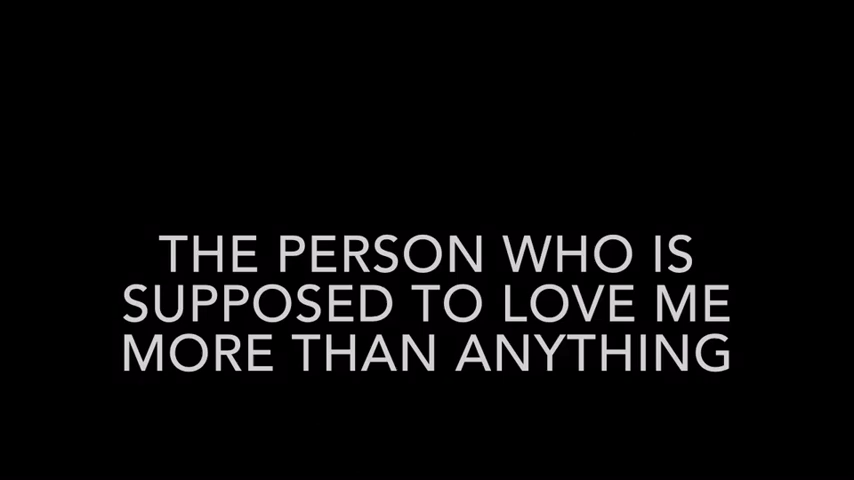 THE PERSON WHO IS
SUPPOSED TO LOVE ME
MORE THAN ANYTHING